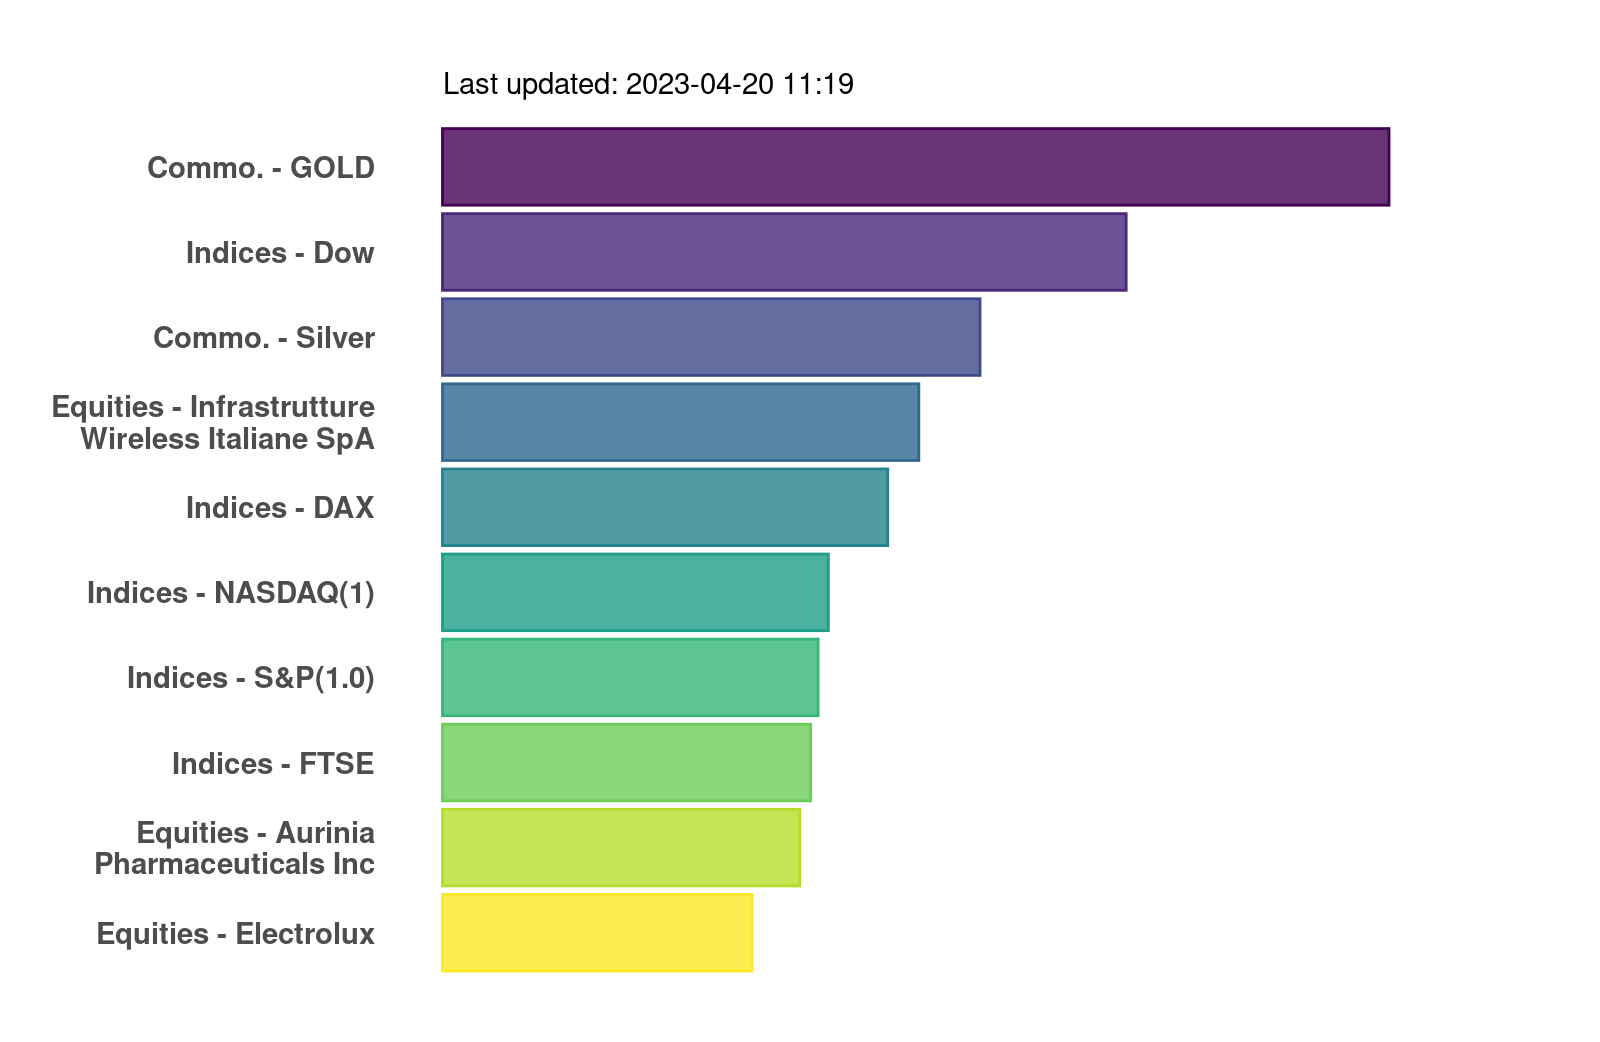 Last updated: 2023-04-20 11:19
Commo. - GOLD
Indices - Dow
Commo. - Silver
Equities - Infrastrutture
Wireless Italiane SpA
Indices - DAX
Indices - NASDAQ(1)
Indices - S&P(1.0)
Indices - FTSE
Equities - Aurinia
Pharmaceuticals Inc
Equities - Electrolux